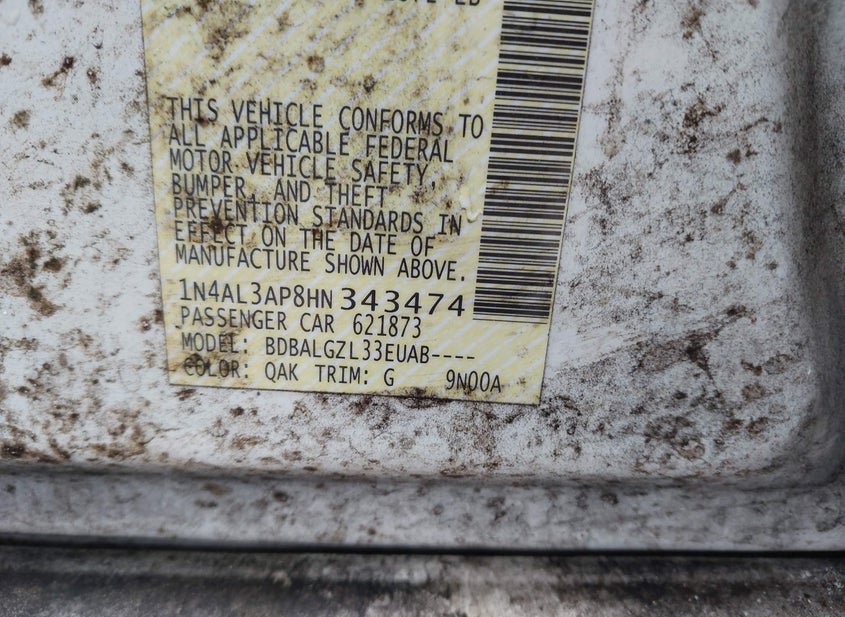 THIS VEHICLE CONFORMS TO
ALL APPLICABLE FEDERAL
MOTOR VEHICLE SAFETY,
BUMPER, AND THEFT
PREVENTION STANDARDS IN
EFFECT ON THE DATE OF
MANUFACTURE SHOWN ABOVE.
1N4AL3AP8HN343474
PASSENGER CAR 621873
MODEL: BDBALGZL33EUAB----
COLOR: QAK TRIM: G 9N00A